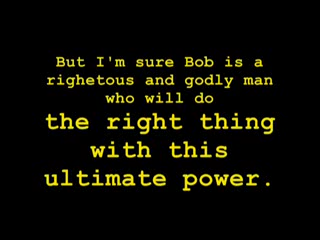 But I'm sure Bob is a
righetous and godly man
who will do
the right thing
with this
ultimate power.